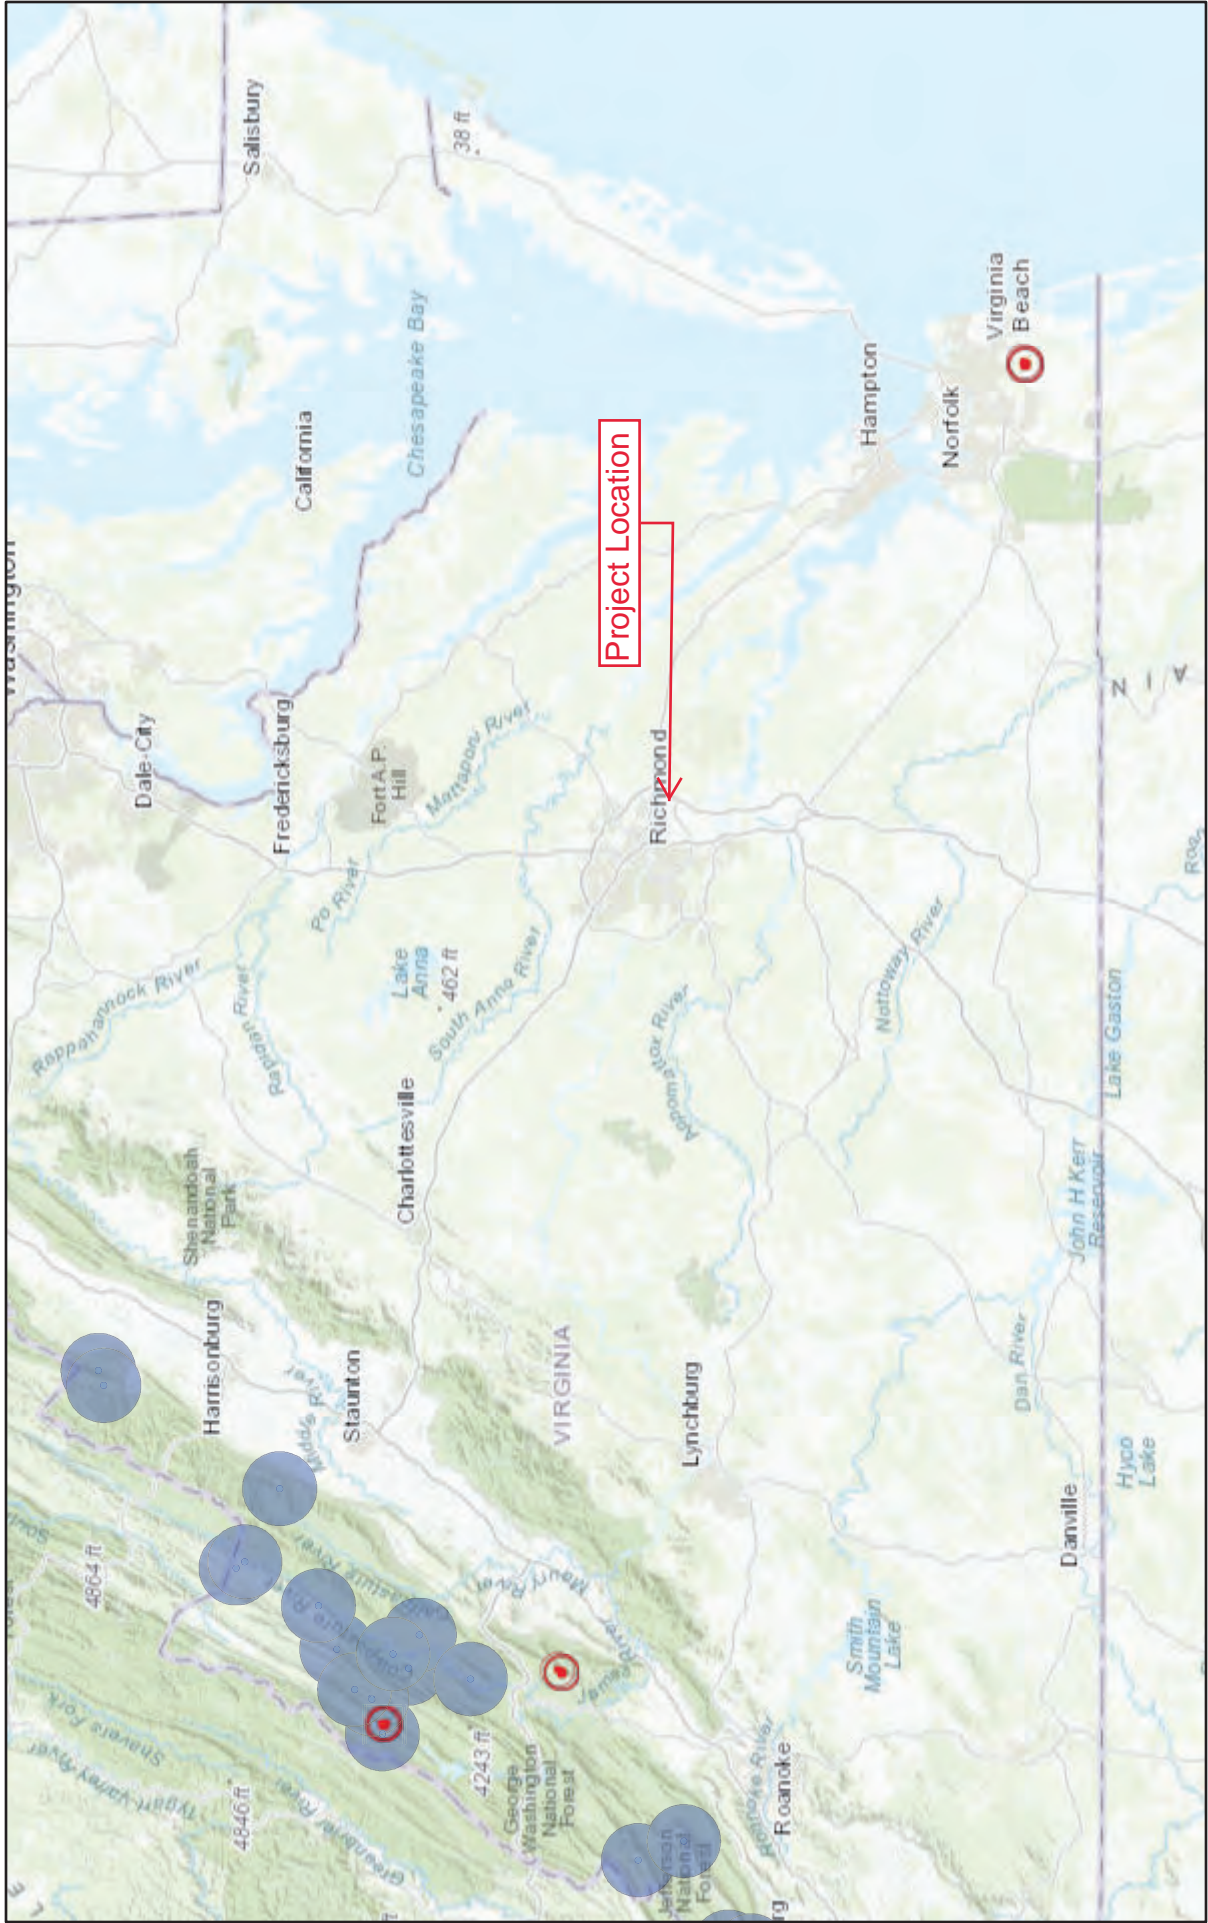 Washington
Salisbury
38 ft
Chesapeake Bay
California
Dale City
Fredericksburg
Fort A.P.
Hill
Mattaponi River
Po River
Rappahannock River
Rapidan River
Lake
Anna
462 ft
South Anna River
Project Location
Richmond
Hampton
Norfolk
Virginia
Beach
Appomattox River
Nottoway River
Charlottesville
Shenandoah
National
Park
Harrisonburg
Middle River
Staunton
VIRGINIA
Lynchburg
Lake Gaston
John H Kerr
Reservoir
Dan River
Hyco
Lake
Danville
Smith
Mountain
Lake
Maury River
James River
4864 ft
4846 ft
4243 ft
Shavers Fork
Tygart Valley River
Greenbrier River
George
Washington
National
Forest
Jefferson
National
Forest
Roanoke River
Roanoke
rg
ft
N I A